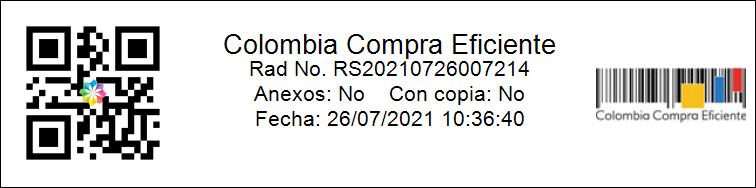 Colombia Compra Eficiente
Rad No. RS20210726007214
Anexos: No    Con copia: No
Fecha: 26/07/2021 10:36:40
Colombia Compra Eficiente